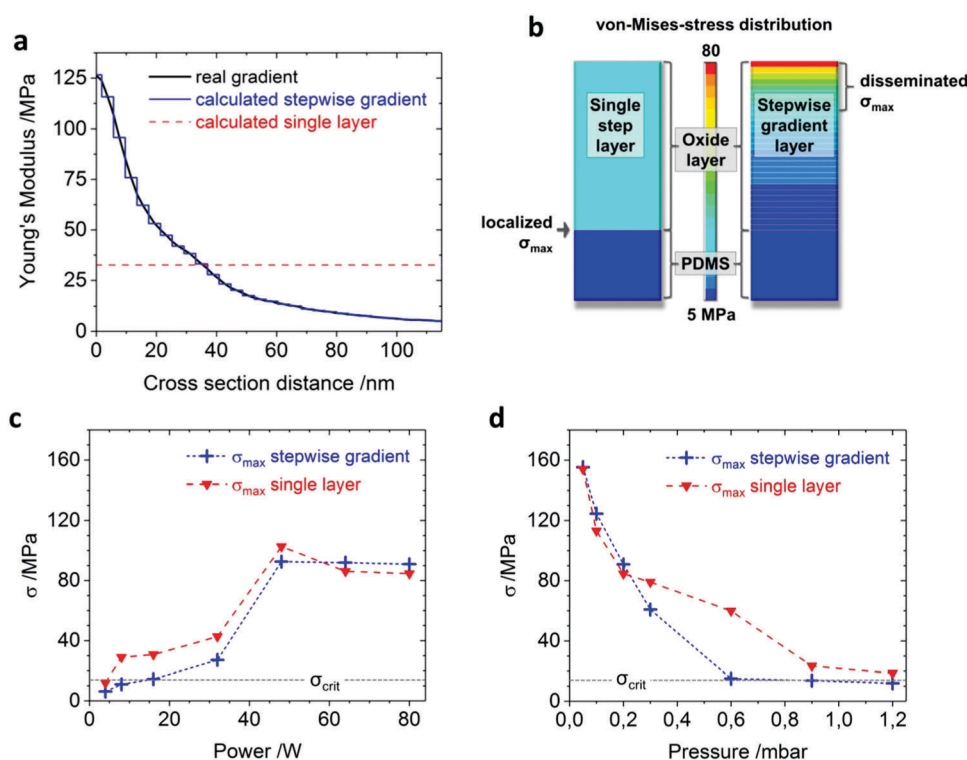 a
125
100
75
50
25
0
Young's Modulus /MPa
real gradient
calculated stepwise gradient
calculated single layer
0 20 40 60 80 100
Cross section distance /nm
b
von-Mises-stress distribution
80
Single
step
layer
Oxide
layer
Stepwise
gradient
layer
disseminated
σmax
localized
σmax
PDMS
5 MPa
c
160
120
80
40
0
σ /MPa
σmax stepwise gradient
σmax single layer
σcrit
0 20 40 60 80
Power /W
d
160
120
80
40
0
σ /MPa
σmax stepwise gradient
σmax single layer
σcrit
0,0 0,2 0,4 0,6 0,8 1,0 1,2
Pressure /mbar